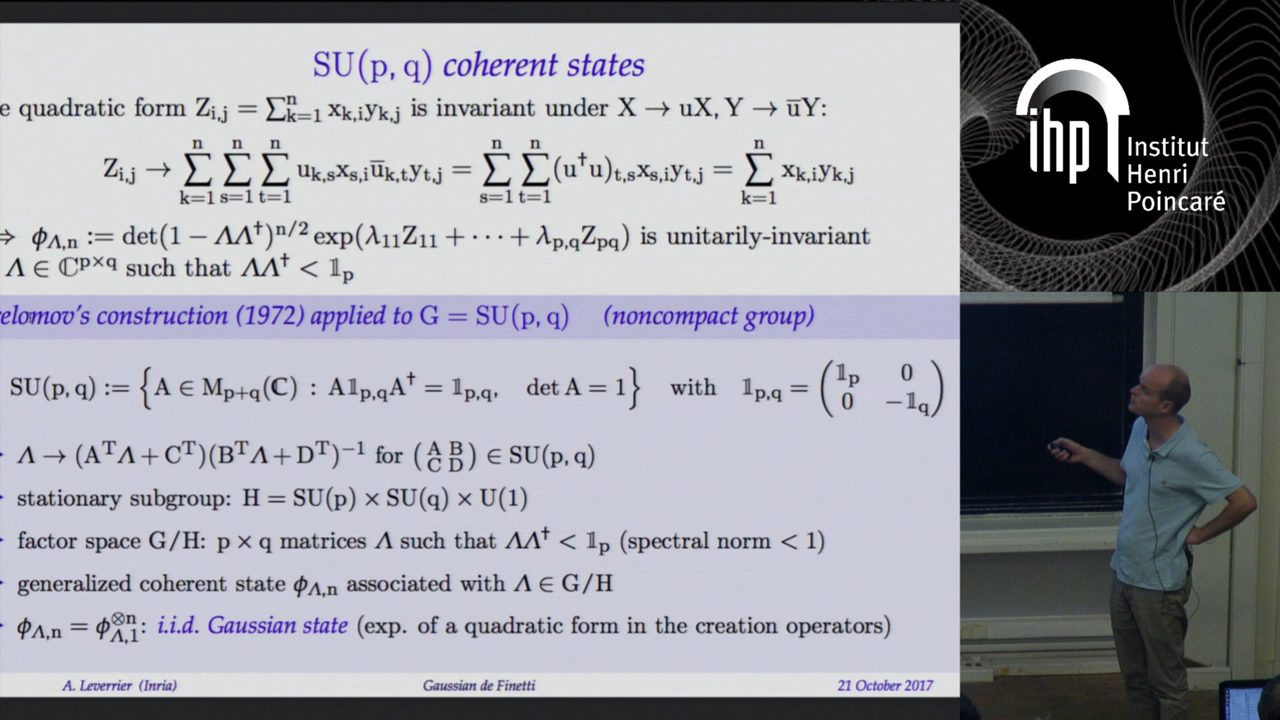 SU(p, q) coherent states
e quadratic form Z_{i,j} = ∑_{k=1}^{n} x_{k,i}y_{k,j} is invariant under X → uX, Y → u̅Y:
Z_{i,j} → ∑_{k=1}^{n} ∑_{s=1}^{n} ∑_{t=1}^{n} u_{k,s}x_{s,i}u̅_{k,t}y_{t,j} = ∑_{s=1}^{n} ∑_{t=1}^{n} (u†u)_{t,s}x_{s,i}y_{t,j} = ∑_{k=1}^{n} x_{k,i}y_{k,j}
⇒ ϕ_{Λ,n} := det(1 − ΛΛ†)^{n/2} exp(λ_{11}Z_{11} + ⋯ + λ_{p,q}Z_{pq}) is unitarily-invariant
Λ ∈ ℂ^{p×q} such that ΛΛ† < 𝟙_p
elomov's construction (1972) applied to G = SU(p, q) (noncompact group)
SU(p, q) := {A ∈ M_{p+q}(ℂ) : A𝟙_{p,q}A† = 𝟙_{p,q}, det A = 1} with 𝟙_{p,q} = (𝟙_p 0 / 0 −𝟙_q)
Λ → (A^TΛ + C^T)(B^TΛ + D^T)^{−1} for (A B / C D) ∈ SU(p, q)
stationary subgroup: H = SU(p) × SU(q) × U(1)
factor space G/H: p × q matrices Λ such that ΛΛ† < 𝟙_p (spectral norm < 1)
generalized coherent state ϕ_{Λ,n} associated with Λ ∈ G/H
ϕ_{Λ,n} = ϕ_{Λ,1}^{⊗n}: i.i.d. Gaussian state (exp. of a quadratic form in the creation operators)
A. Leverrier (Inria) Gaussian de Finetti 21 October 2017
ihp
Institut
Henri
Poincaré